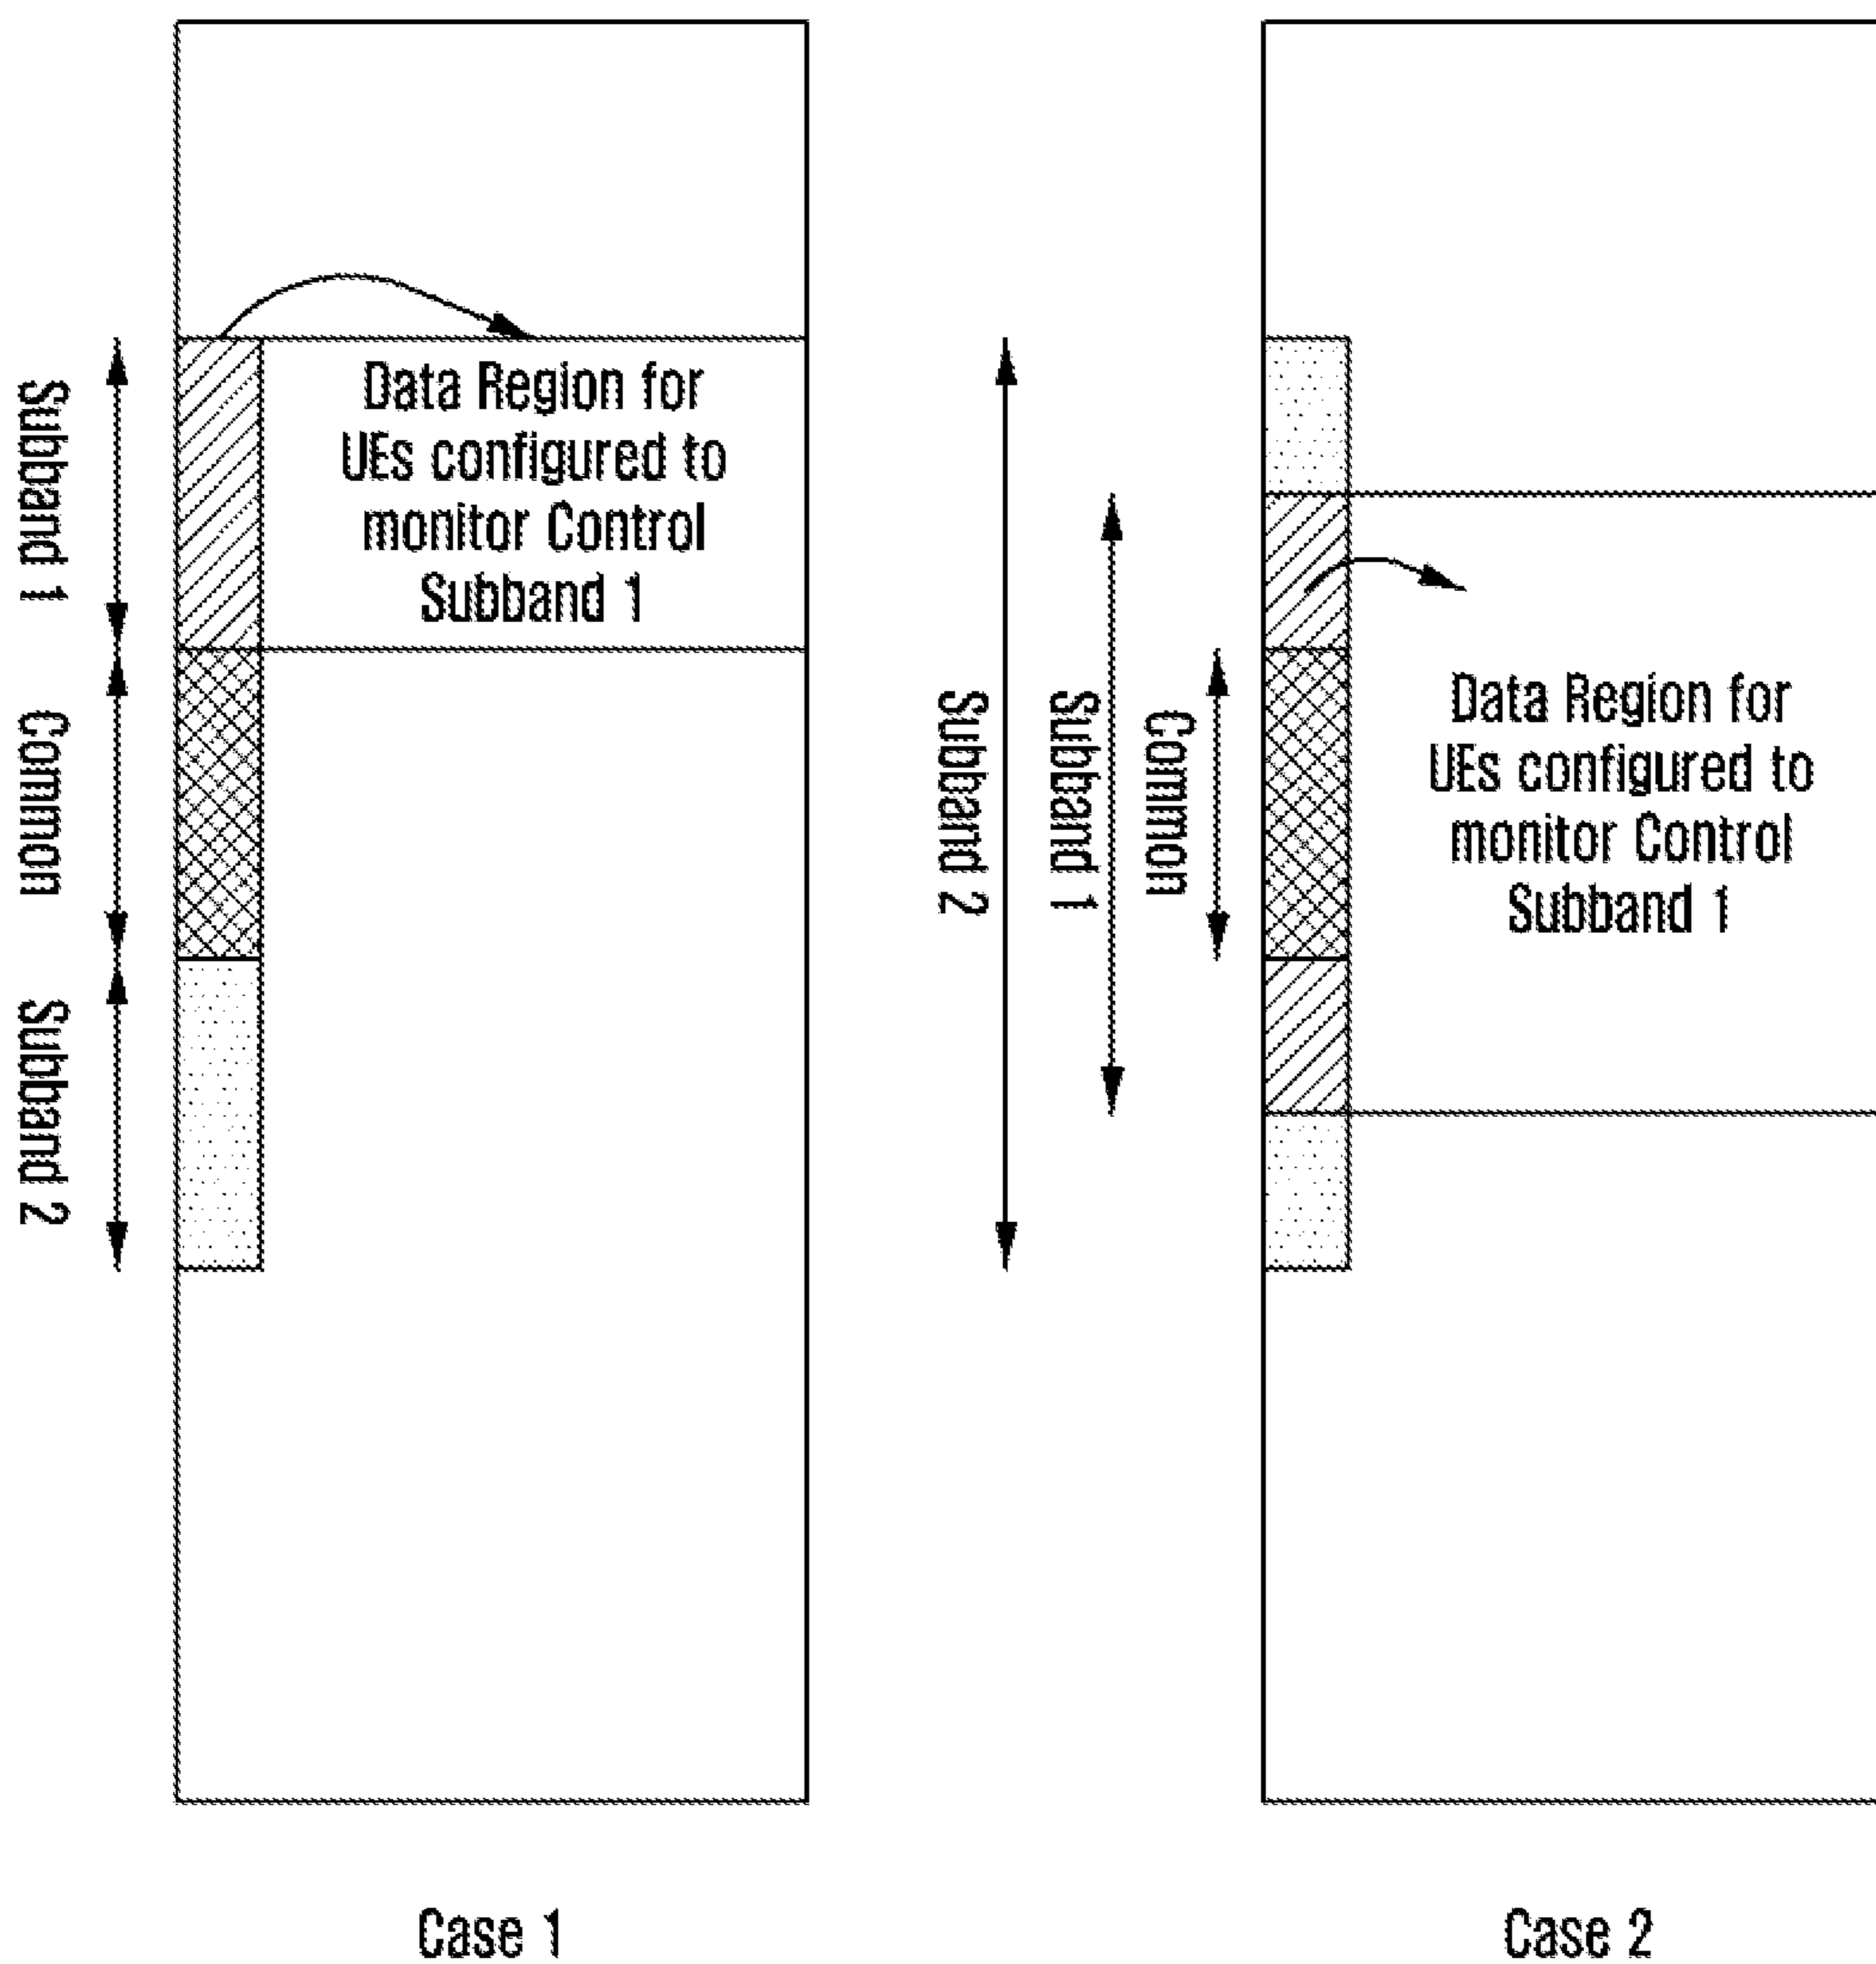 Subband 1
Common
Subband 2
Data Region for
UEs configured to
monitor Control
Subband 1
Case 1
Subband 2
Subband 1
Common
Data Region for
UEs configured to
monitor Control
Subband 1
Case 2